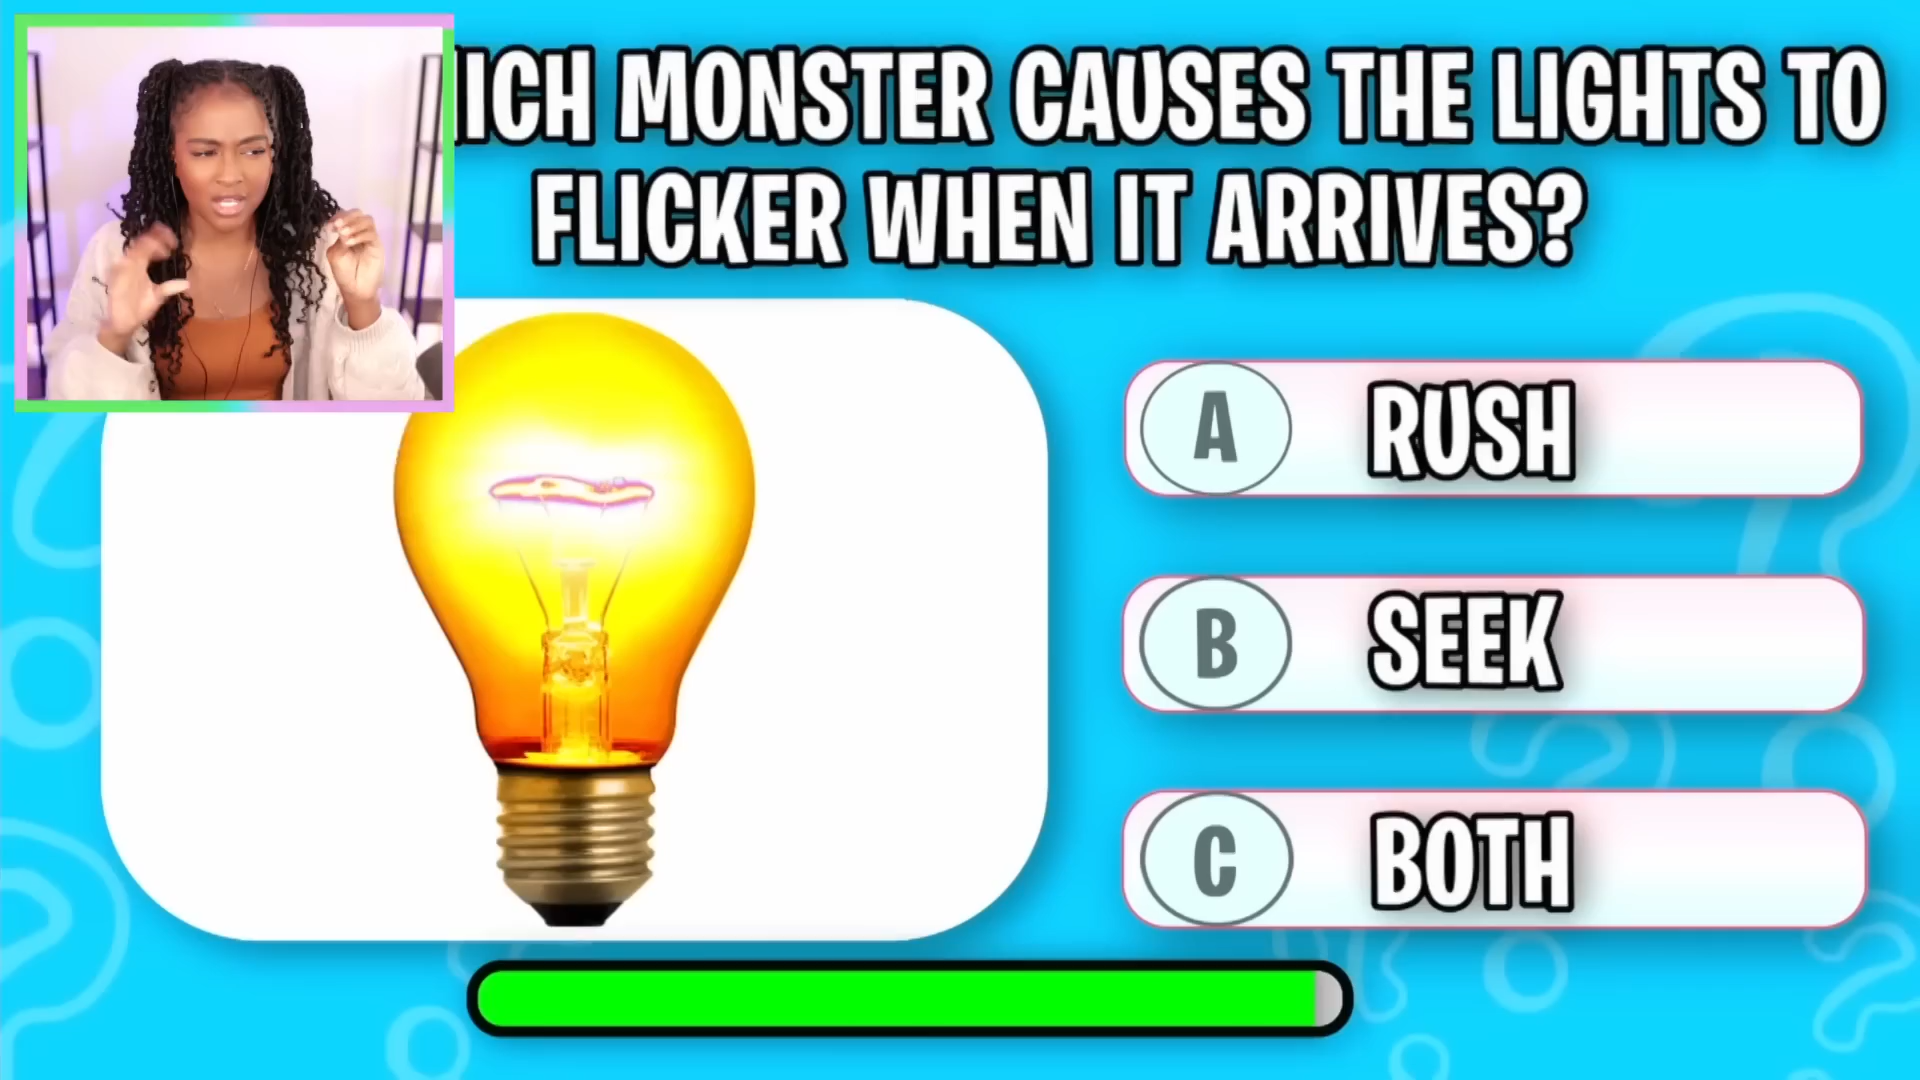 ICH MONSTER CAUSES THE LIGHTS TO
FLICKER WHEN IT ARRIVES?
A RUSH
B SEEK
C BOTH